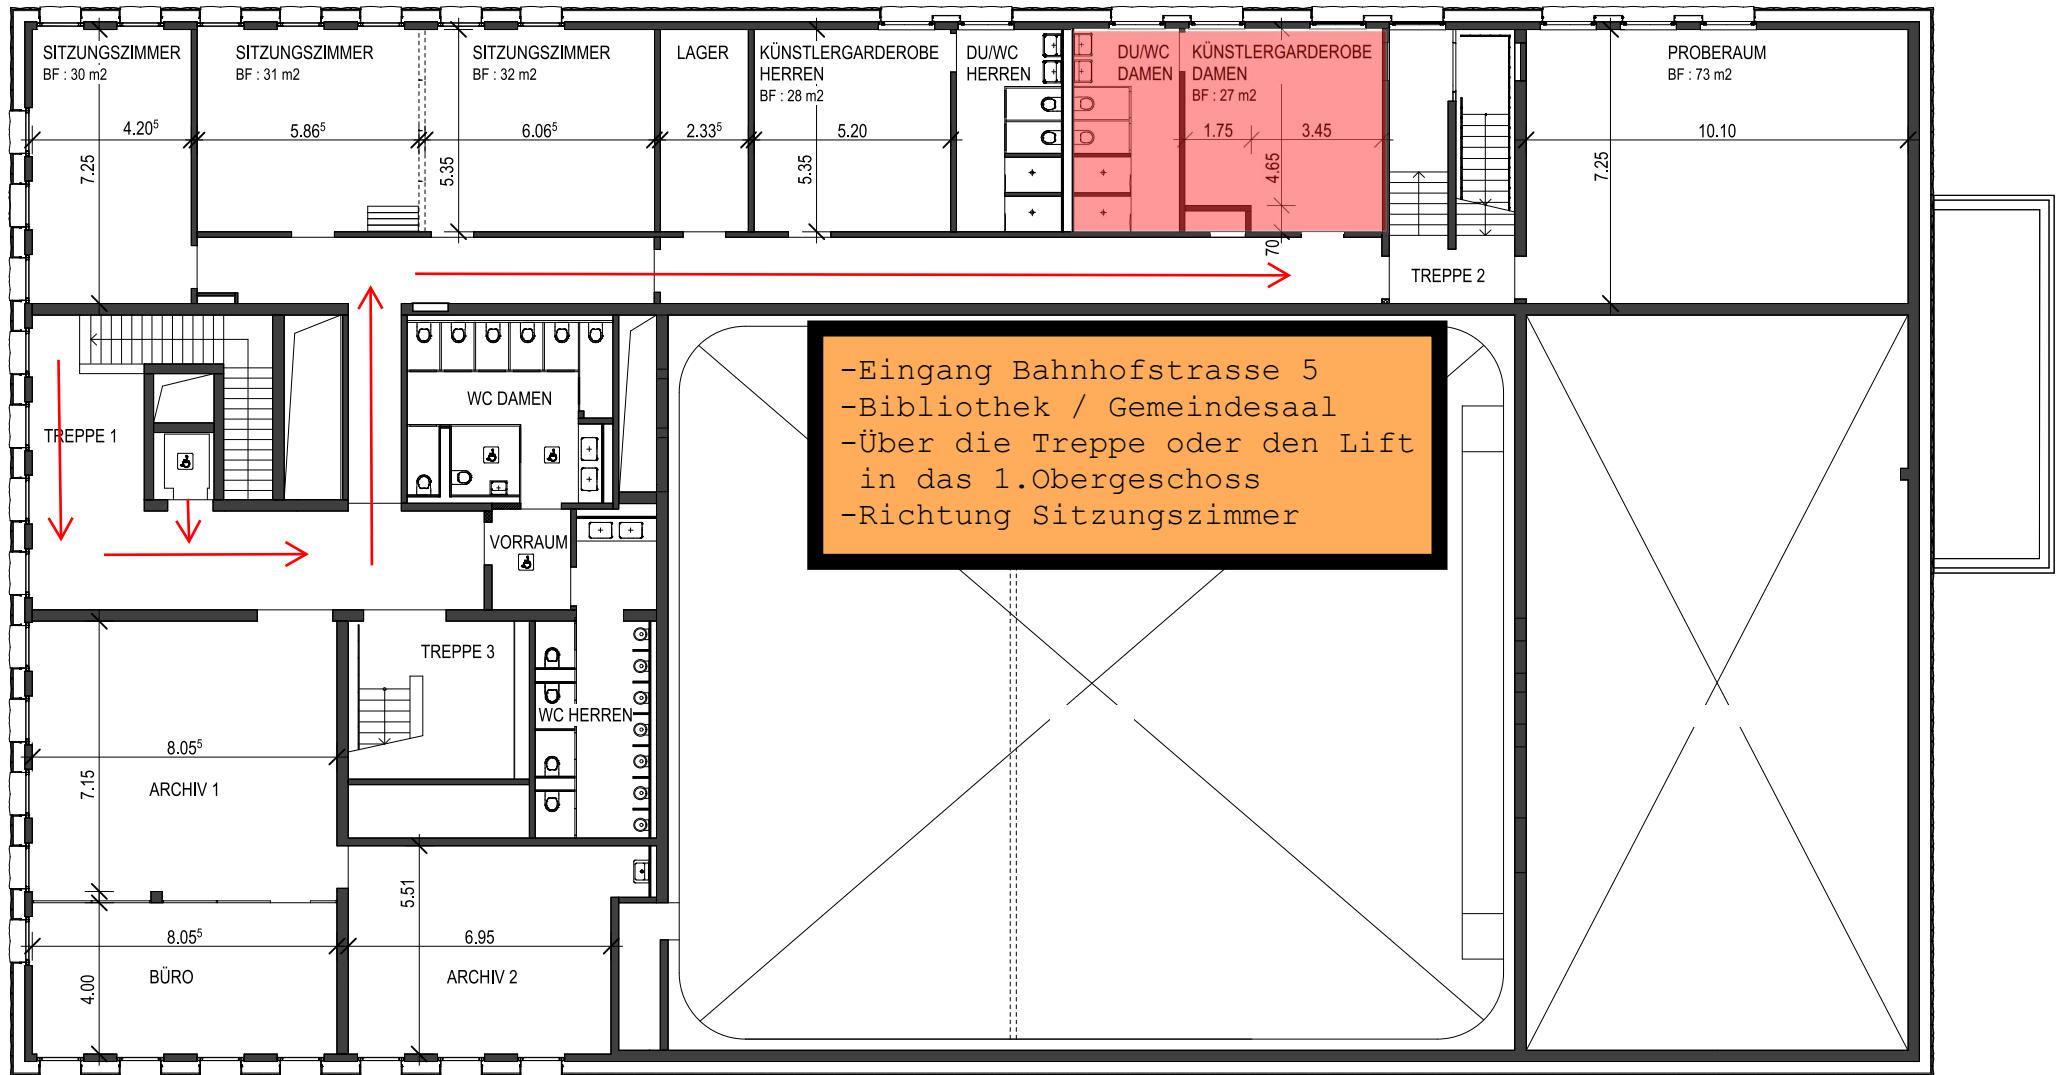 SITZUNGSZIMMER
BF : 30 m2
SITZUNGSZIMMER
BF : 31 m2
SITZUNGSZIMMER
BF : 32 m2
LAGER
KÜNSTLERGARDEROBE
HERREN
BF : 28 m2
DU/WC
HERREN
DU/WC
DAMEN
KÜNSTLERGARDEROBE
DAMEN
BF : 27 m2
PROBERAUM
BF : 73 m2
4.20⁵
5.86⁵
6.06⁵
2.33⁵
5.20
1.75
3.45
10.10
7.25
5.35
5.35
4.65
7.25
70
TREPPE 2
-Eingang Bahnhofstrasse 5
-Bibliothek / Gemeindesaal
-Über die Treppe oder den Lift
in das 1.Obergeschoss
-Richtung Sitzungszimmer
WC DAMEN
TREPPE 1
VORRAUM
TREPPE 3
WC HERREN
8.05⁵
7.15
ARCHIV 1
5.51
8.05⁵
6.95
4.00
BÜRO
ARCHIV 2